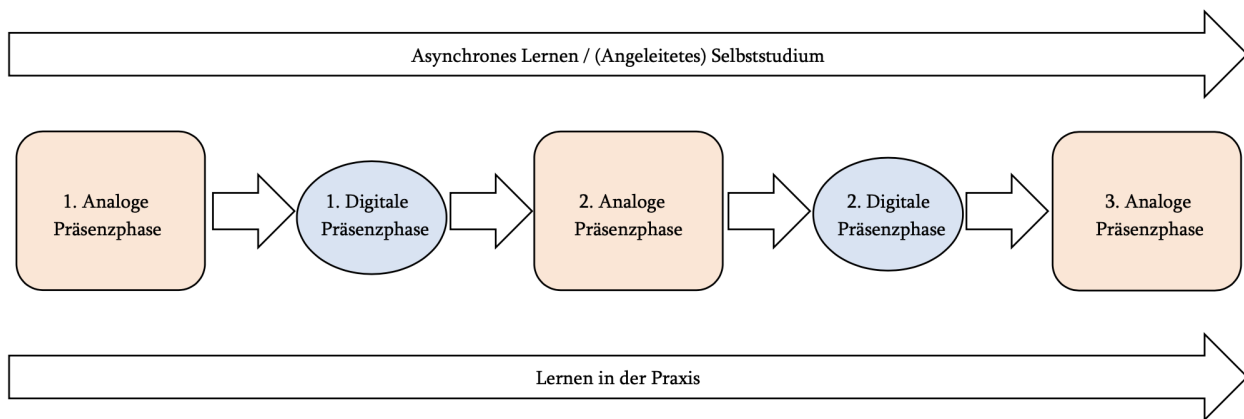 Asynchrones Lernen / (Angeleitetes) Selbststudium
1. Analoge
Präsenzphase
1. Digitale
Präsenzphase
2. Analoge
Präsenzphase
2. Digitale
Präsenzphase
3. Analoge
Präsenzphase
Lernen in der Praxis